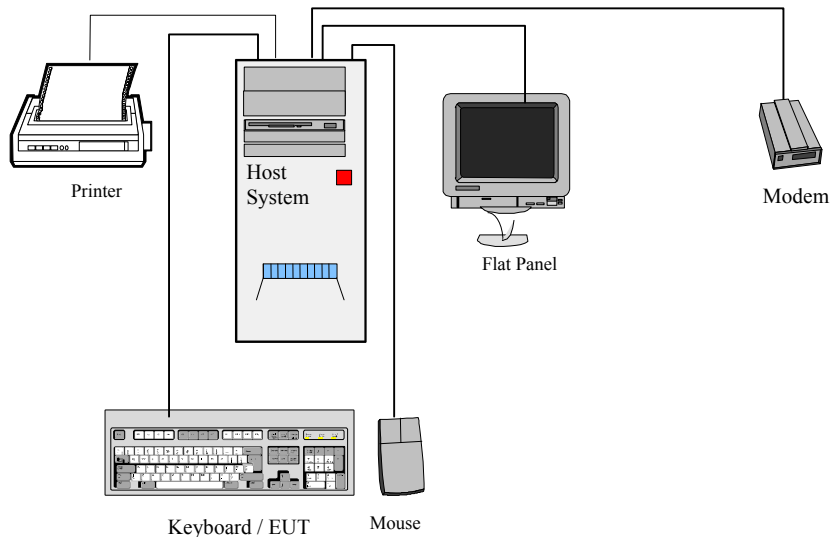 Printer
Host
System
Modem
Flat Panel
Keyboard / EUT
Mouse